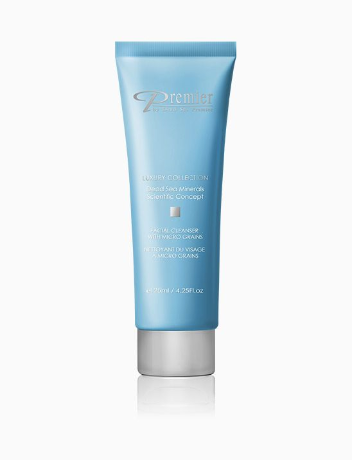 Premier
LUXURY COLLECTION
Dead Sea Minerals
Scientific Concept
FACIAL CLEANSER
WITH MICRO GRAINS
NETTOYANT DU VISAGE
A MICRO GRAINS
/ 4.25fl.oz